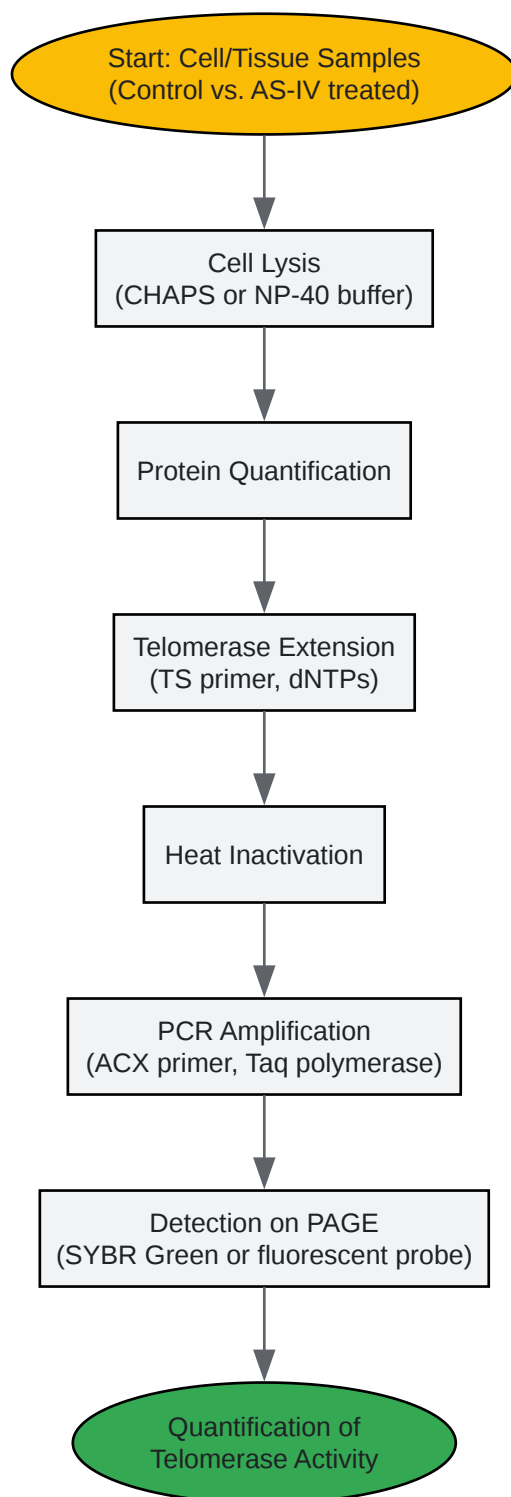 Start: Cell/Tissue Samples
(Control vs. AS-IV treated)
Cell Lysis
(CHAPS or NP-40 buffer)
Protein Quantification
Telomerase Extension
(TS primer, dNTPs)
Heat Inactivation
PCR Amplification
(ACX primer, Taq polymerase)
Detection on PAGE
(SYBR Green or fluorescent probe)
Quantification of
Telomerase Activity